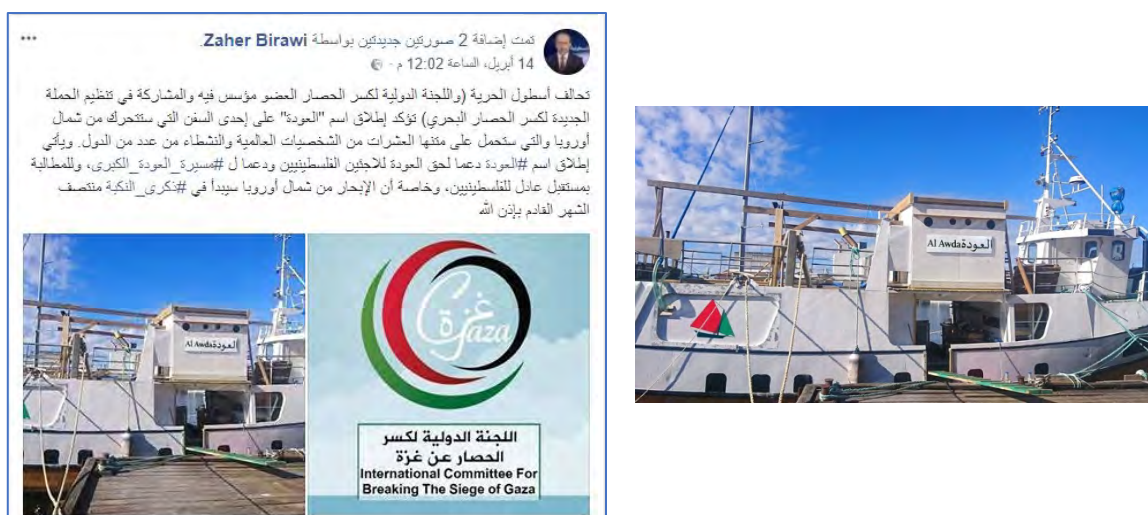 تمت إضافة 2 صورتين جديدتين بواسطة Zaher Birawi.
14 أبريل، الساعة 12:02 م
تحالف أسطول الحرية (واللجنة الدولية لكسر الحصار العضو مؤسس فيه والمشاركة في تنظيم الحملة
الجديدة لكسر الحصار البحري) تؤكد إطلاق اسم "العودة" على إحدى السفن التي ستتحرك من شمال
أوروبا والتي ستحمل على متنها العشرات من الشخصيات العالمية والنشطاء من عدد من الدول. ويأتي
إطلاق اسم #العودة دعما لحق العودة للاجئين الفلسطينيين ودعما ل #مسيرة_العودة_الكبرى، وللمطالبة
بمستقبل عادل للفلسطينيين، وخاصة أن الإبحار من شمال أوروبا سيبدأ في #ذكرى_النكبة منتصف
الشهر القادم بإذن الله
Al Awda العودة
غزة
Gaza
اللجنة الدولية لكسر
الحصار عن غزة
International Committee For
Breaking The Siege of Gaza
Al Awda العودة